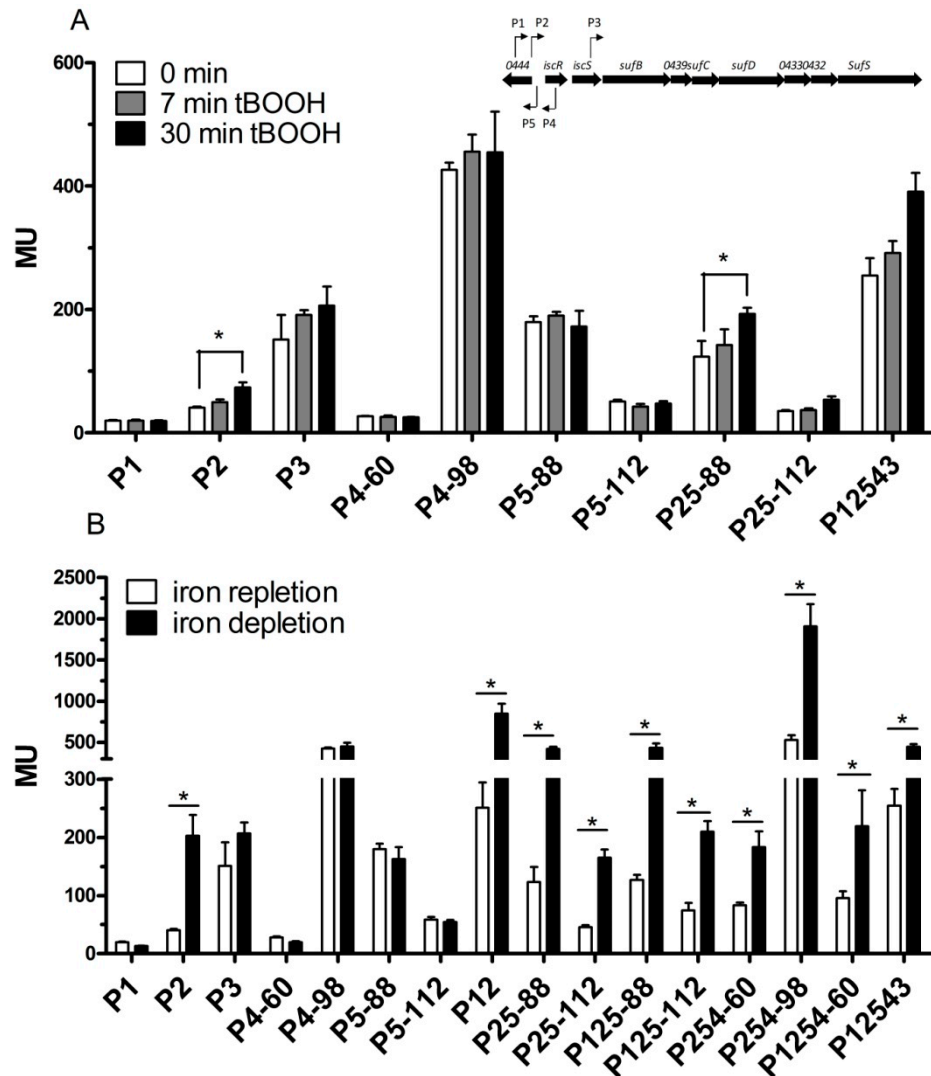 A
P1 P2 P3
0444 iscR iscS sufB 0439sufC sufD 04330432 SufS
P5 P4
0 min
7 min tBOOH
30 min tBOOH
MU
600
400
200
0
* *
P1 P2 P3 P4-60 P4-98 P5-88 P5-112 P25-88 P25-112 P12543
B
iron repletion
iron depletion
MU
2500
2000
1500
1000
500
300
200
100
0
* * * * * * * * * *
P1 P2 P3 P4-60 P4-98 P5-88 P5-112 P12 P25-88 P25-112 P125-88 P125-112 P254-60 P254-98 P1254-60 P12543